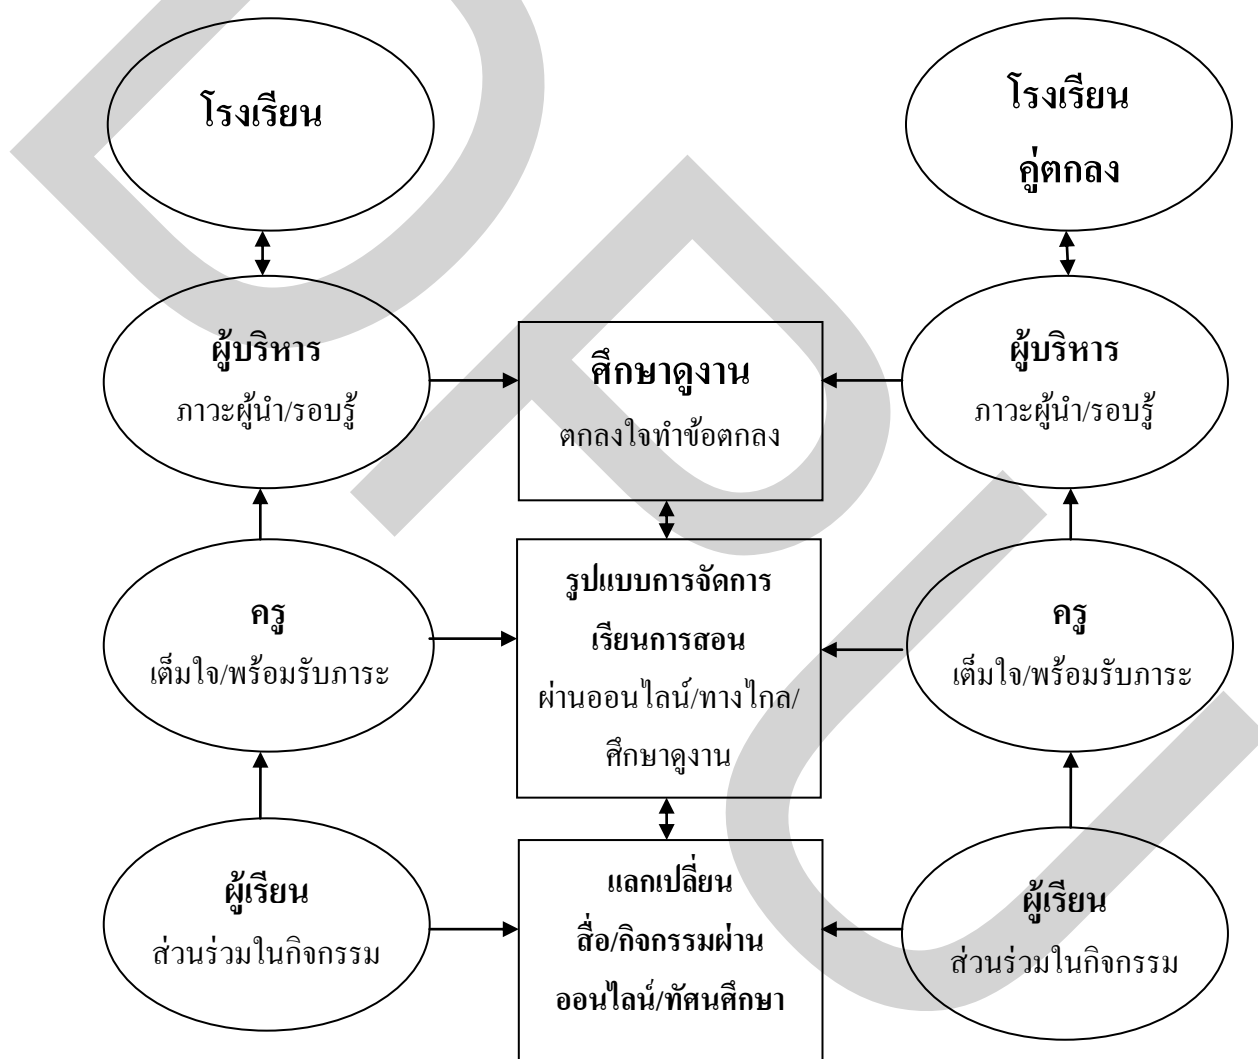 โรงเรียน
โรงเรียน
คู่ตกลง
ผู้บริหาร
ภาวะผู้นำ/รอบรู้
ศึกษาดูงาน
ตกลงใจทำข้อตกลง
ผู้บริหาร
ภาวะผู้นำ/รอบรู้
ครู
เต็มใจ/พร้อมรับภาระ
รูปแบบการจัดการ
เรียนการสอน
ผ่านออนไลน์/ทางไกล/
ศึกษาดูงาน
ครู
เต็มใจ/พร้อมรับภาระ
ผู้เรียน
ส่วนร่วมในกิจกรรม
แลกเปลี่ยน
สื่อ/กิจกรรมผ่าน
ออนไลน์/ทัศนศึกษา
ผู้เรียน
ส่วนร่วมในกิจกรรม
DPU